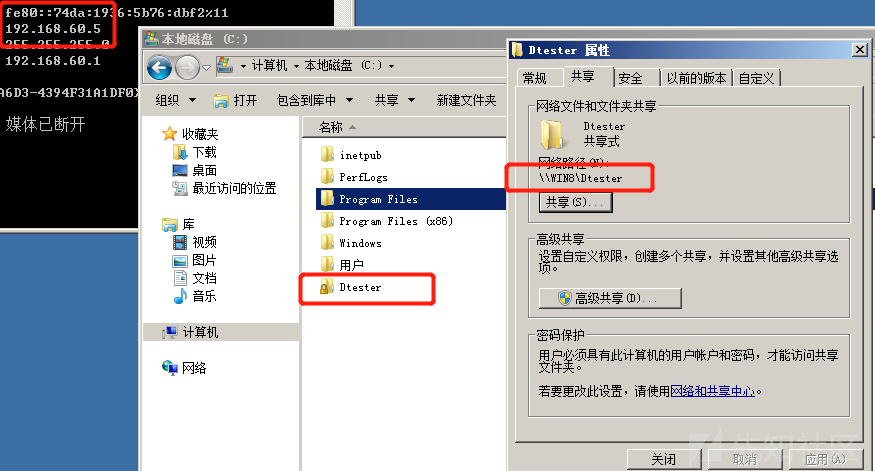 fe80::74da:1936:5b76:dbf2%11
192.168.60.5
255.255.255.0
192.168.60.1
A6D3-4394F31A1DF0}
媒体已断开
本地磁盘 (C:)
计算机 本地磁盘 (C:)
组织 打开 包含到库中 共享 新建文件夹
收藏夹
下载
桌面
最近访问的位置
库
视频
图片
文档
音乐
计算机
网络
名称
inetpub
PerfLogs
Program Files
Program Files (x86)
Windows
用户
Dtester
Dtester 属性
常规 共享 安全 以前的版本 自定义
网络文件和文件夹共享
Dtester
共享式
网络路径(N):
\\WIN8\Dtester
共享(S)...
高级共享
设置自定义权限，创建多个共享，并设置其他高级共享选
项。
高级共享(D)...
密码保护
用户必须具有此计算机的用户帐户和密码，才能访问共享
文件夹。
若要更改此设置，请使用网络和共享中心。
关闭 取消 应用(A)
先知社区